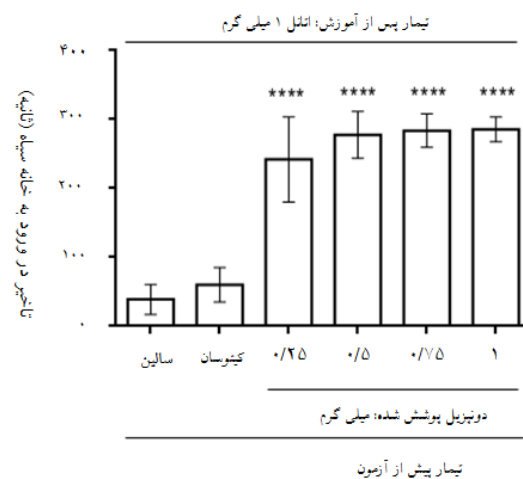 تیمار پس از آموزش: اتانل ۱ میلی گرم
تاخیر در ورود به خانه سیاه (ثانیه)
۴۰۰
۳۰۰
۲۰۰
۱۰۰
۰
**** **** **** ****
سالین کیتوسان ۰/۲۵ ۰/۵ ۰/۷۵ ۱
دونپزیل پوشش شده: میلی گرم
تیمار پیش از آزمون